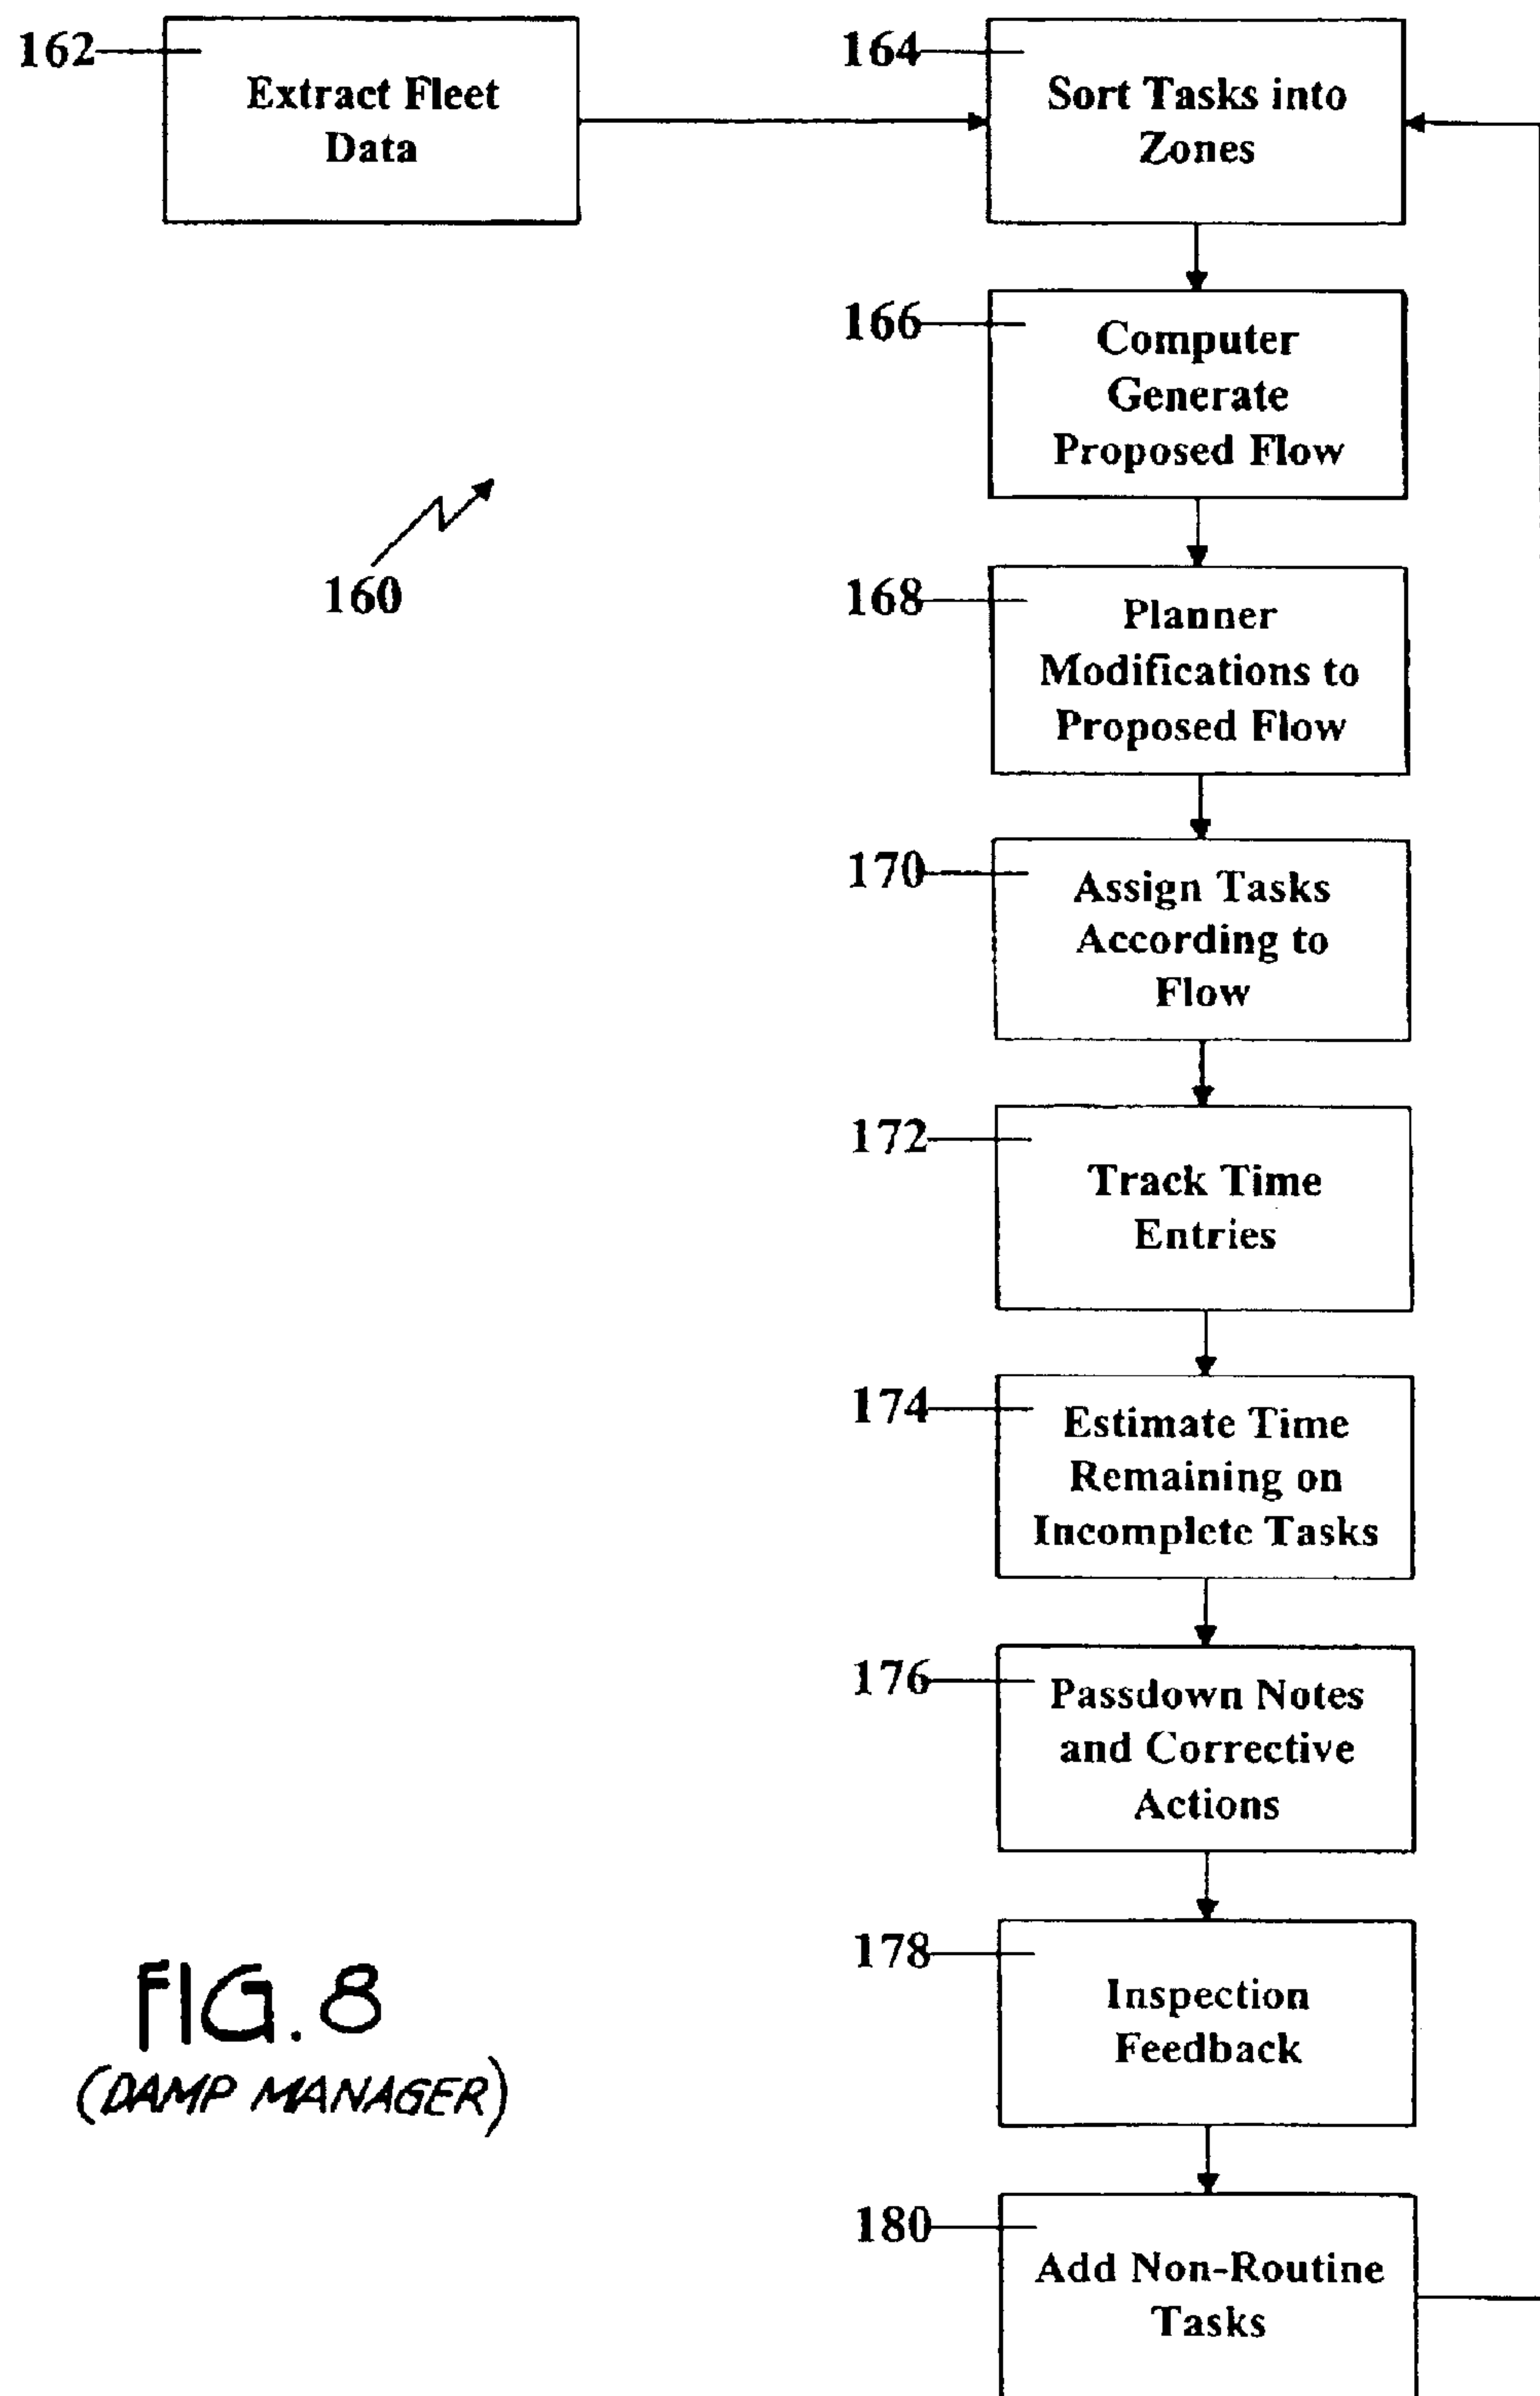 162
Extract Fleet
Data
164
Sort Tasks into
Zones
166
Computer
Generate
Proposed Flow
160
168
Planner
Modifications to
Proposed Flow
170
Assign Tasks
According to
Flow
172
Track Time
Entries
174
Estimate Time
Remaining on
Incomplete Tasks
176
Passdown Notes
and Corrective
Actions
178
Inspection
Feedback
180
Add Non-Routine
Tasks
FIG. 8
(DAMP MANAGER)